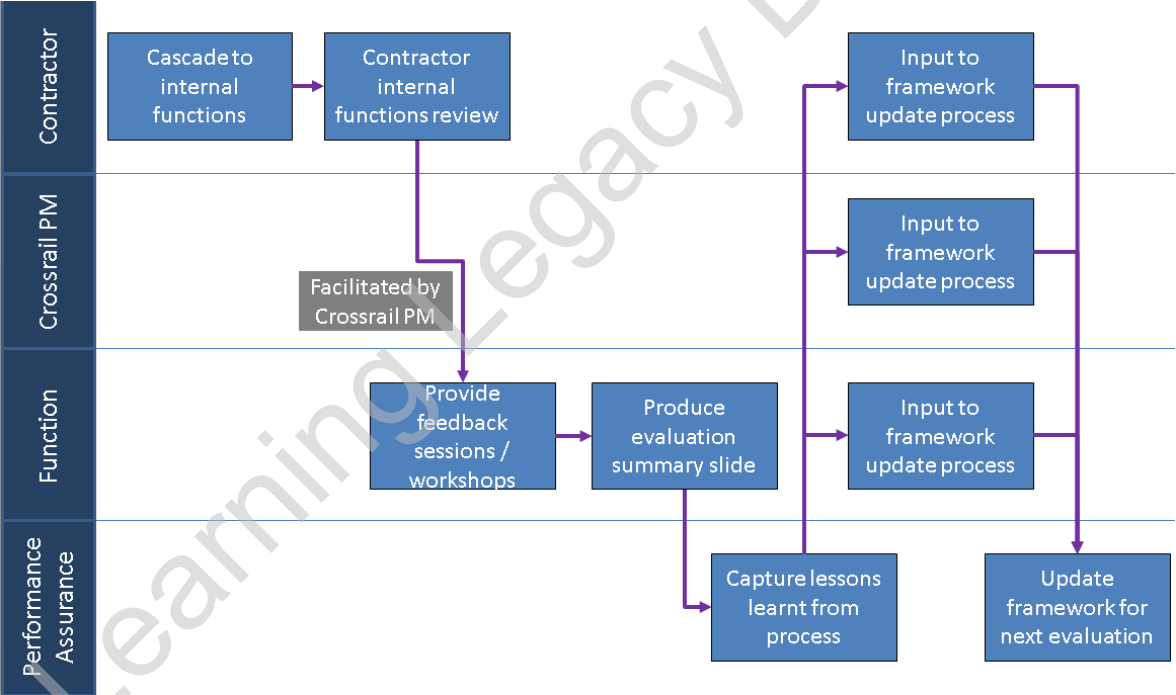 Contractor
Cascade to
internal
functions
Contractor
internal
functions review
Input to
framework
update process
Crossrail PM
Facilitated by
Crossrail PM
Input to
framework
update process
Function
Provide
feedback
sessions /
workshops
Produce
evaluation
summary slide
Input to
framework
update process
Performance
Assurance
Capture lessons
learnt from
process
Update
framework for
next evaluation
Learning Legacy